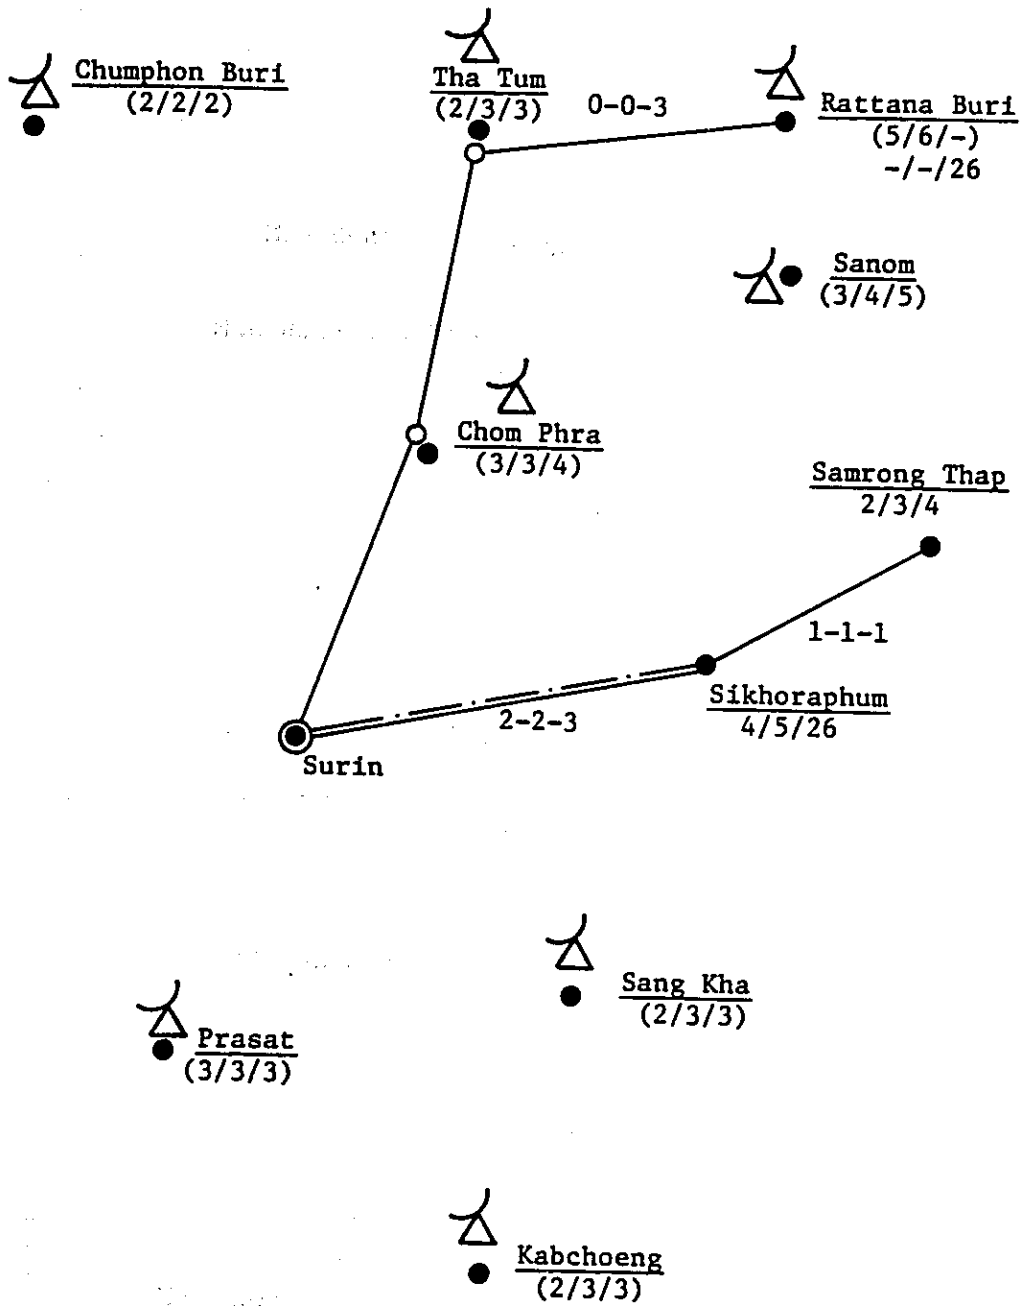 Chumphon Buri
(2/2/2)
Tha Tum
(2/3/3)
0-0-3
Rattana Buri
(5/6/-)
-/-/26
Sanom
(3/4/5)
Chom Phra
(3/3/4)
Samrong Thap
2/3/4
1-1-1
Sikhoraphum
4/5/26
2-2-3
Surin
Sang Kha
(2/3/3)
Prasat
(3/3/3)
Kabchoeng
(2/3/3)